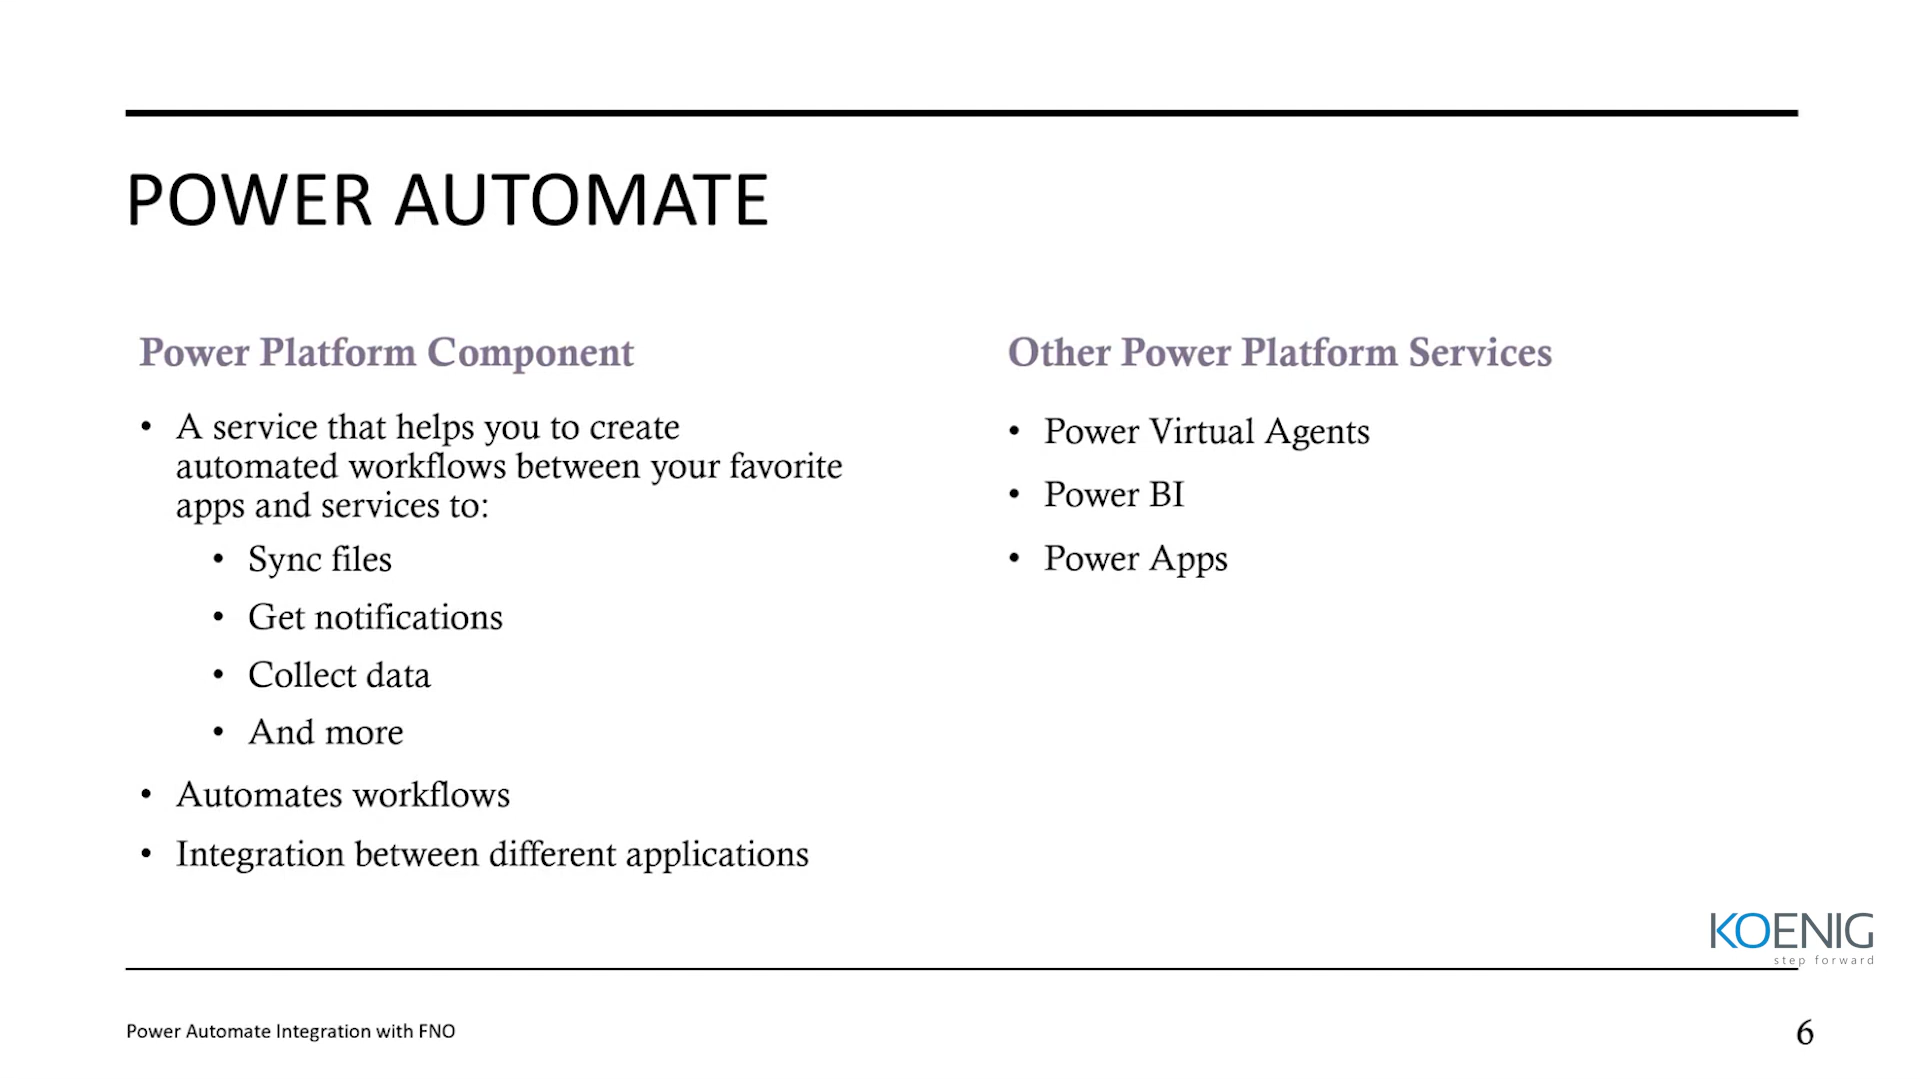 POWER AUTOMATE
Power Platform Component
• A service that helps you to create
automated workflows between your favorite
apps and services to:
• Sync files
• Get notifications
• Collect data
• And more
• Automates workflows
• Integration between different applications
Other Power Platform Services
• Power Virtual Agents
• Power BI
• Power Apps
KOENIG
step forward
Power Automate Integration with FNO
6